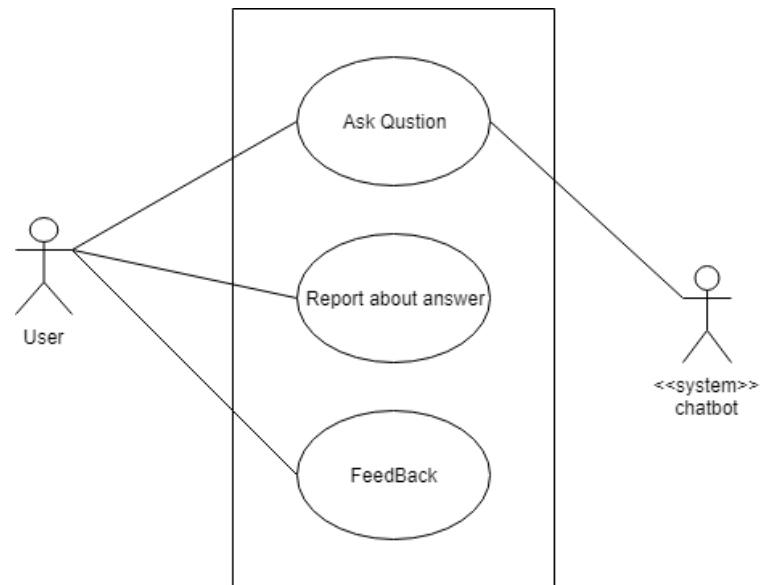 Ask Qustion
Report about answer
User
<<system>>
chatbot
FeedBack